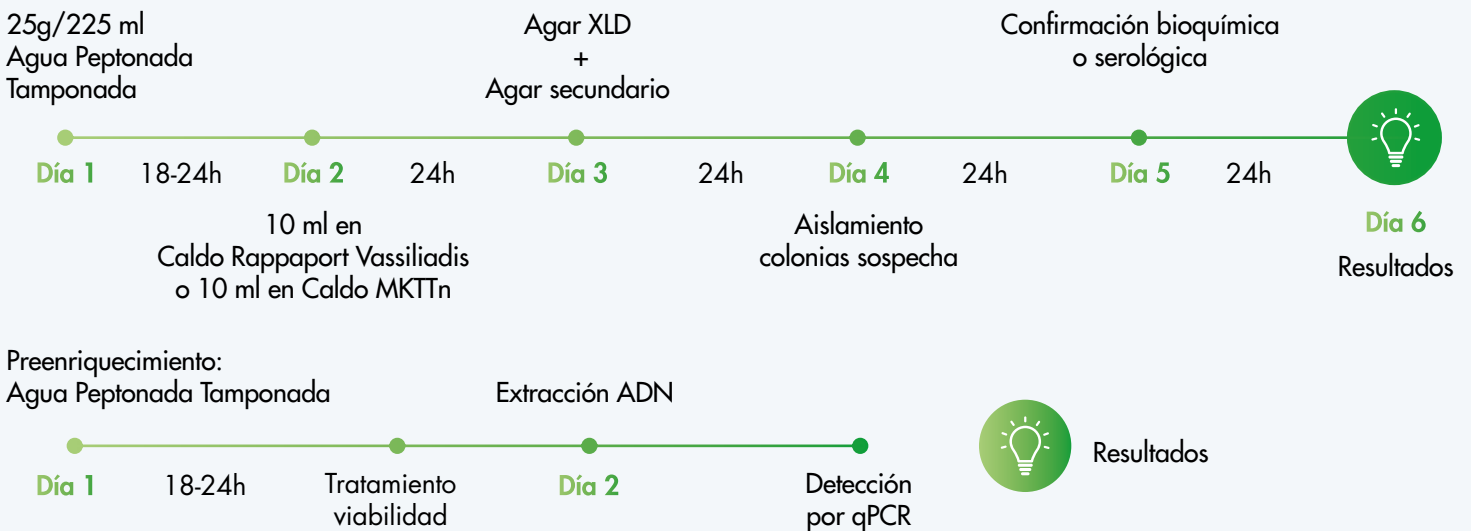 25g/225 ml
Agua Peptonada
Tamponada
Agar XLD
+
Agar secundario
Confirmación bioquímica
o serológica
Día 1
18-24h
Día 2
24h
Día 3
24h
Día 4
24h
Día 5
24h
Día 6
Resultados
10 ml en
Caldo Rappaport Vassiliadis
o 10 ml en Caldo MKTTn
Aislamiento
colonias sospecha
Preenriquecimiento:
Agua Peptonada Tamponada
Extracción ADN
Día 1
18-24h
Tratamiento
viabilidad
Día 2
Detección
por qPCR
Resultados